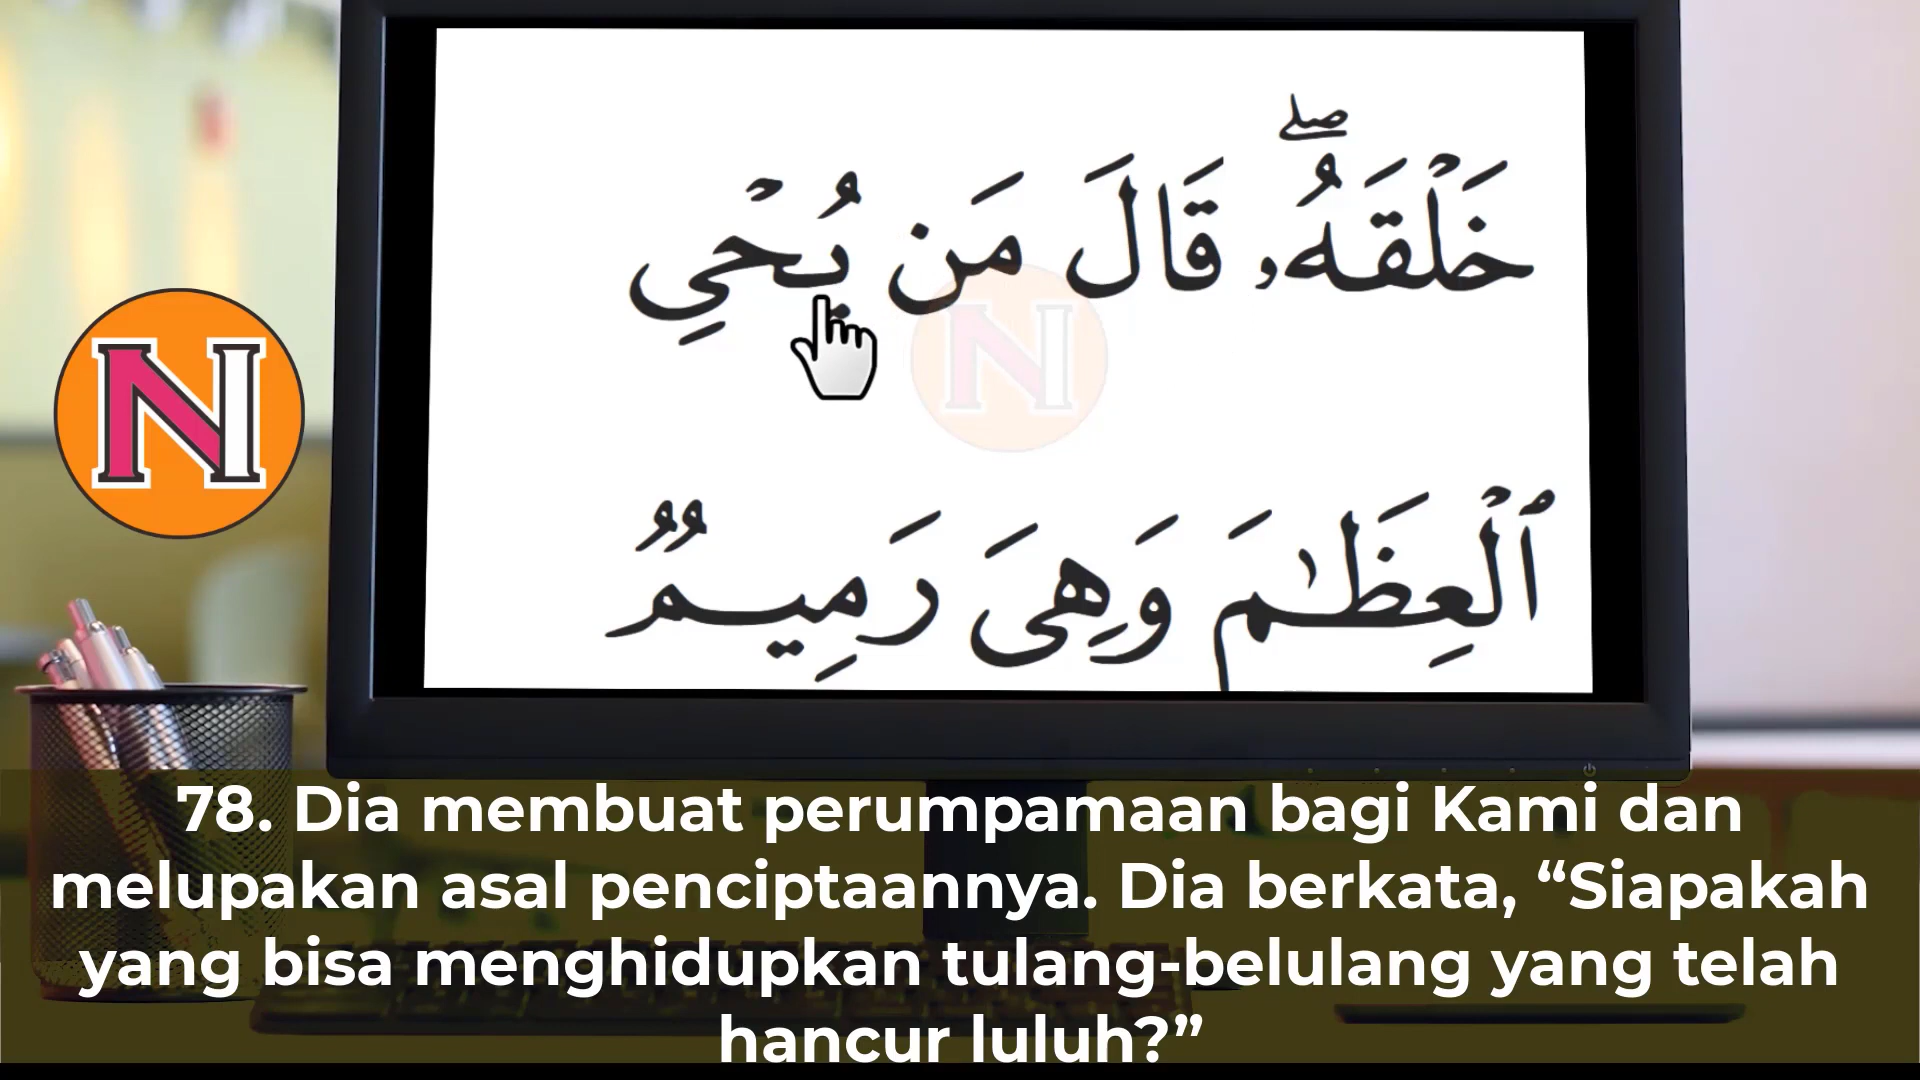 خَلْقَهُۥۖ قَالَ مَن يُحْىِ
ٱلْعِظَٰمَ وَهِىَ رَمِيمٌ
N
N
78. Dia membuat perumpamaan bagi Kami dan
melupakan asal penciptaannya. Dia berkata, “Siapakah
yang bisa menghidupkan tulang-belulang yang telah
hancur luluh?”